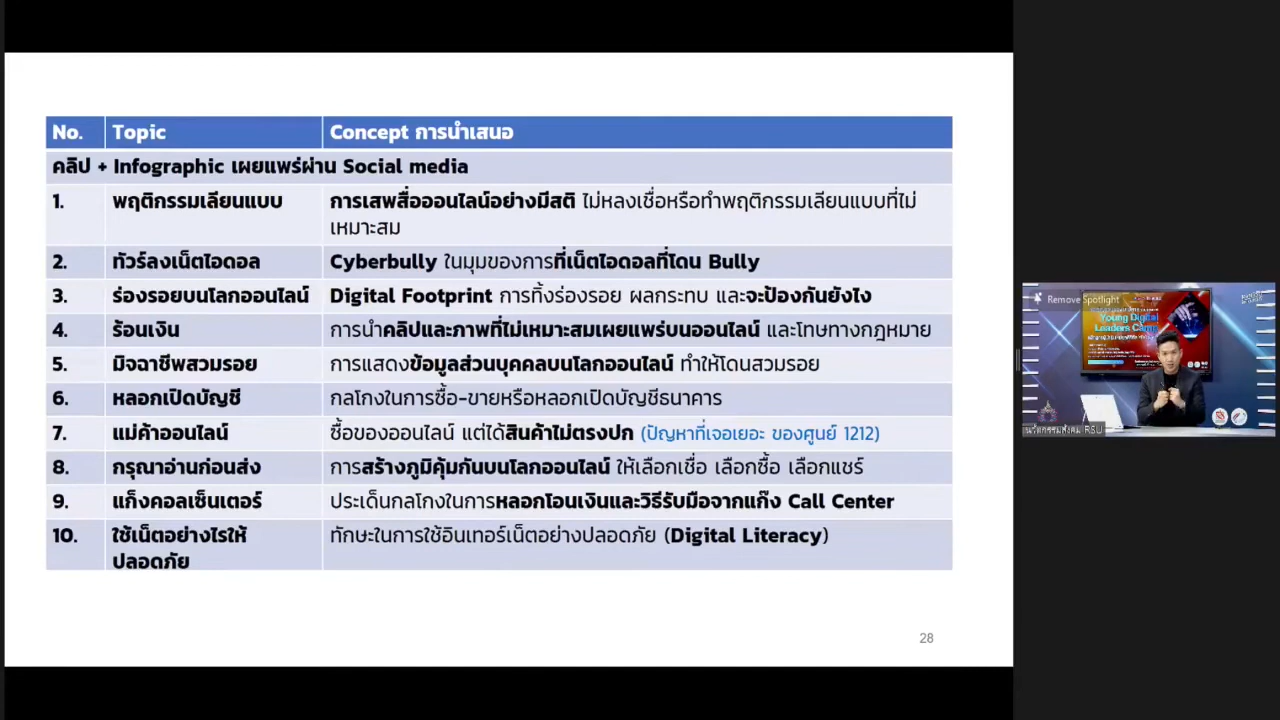 No. Topic Concept การนำเสนอ
คลิป + Infographic เผยแพร่ผ่าน Social media
1. พฤติกรรมเลียนแบบ การเสพสื่อออนไลน์อย่างมีสติ ไม่หลงเชื่อหรือทำพฤติกรรมเลียนแบบที่ไม่
เหมาะสม
2. ทัวร์ลงเน็ตไอดอล Cyberbully ในมุมของการที่เน็ตไอดอลที่โดน Bully
3. ร่องรอยบนโลกออนไลน์ Digital Footprint การทิ้งร่องรอย ผลกระทบ และจะป้องกันยังไง
4. ร้อนเงิน การนำคลิปและภาพที่ไม่เหมาะสมเผยแพร่บนออนไลน์ และโทษทางกฎหมาย
5. มิจฉาชีพสวมรอย การแสดงข้อมูลส่วนบุคคลบนโลกออนไลน์ ทำให้โดนสวมรอย
6. หลอกเปิดบัญชี กลโกงในการซื้อ-ขายหรือหลอกเปิดบัญชีธนาคาร
7. แม่ค้าออนไลน์ ซื้อของออนไลน์ แต่ได้สินค้าไม่ตรงปก (ปัญหาที่เจอเยอะ ของศูนย์ 1212)
8. กรุณาอ่านก่อนส่ง การสร้างภูมิคุ้มกันบนโลกออนไลน์ ให้เลือกเชื่อ เลือกซื้อ เลือกแชร์
9. แก็งคอลเซ็นเตอร์ ประเด็นกลโกงในการหลอกโอนเงินและวิธีรับมือจากแก๊ง Call Center
10. ใช้เน็ตอย่างไรให้ ทักษะในการใช้อินเทอร์เน็ตอย่างปลอดภัย (Digital Literacy)
ปลอดภัย
28
Remove Spotlight
Young Digital
Leaders Camp
นวัตกรรมสังคม RSU